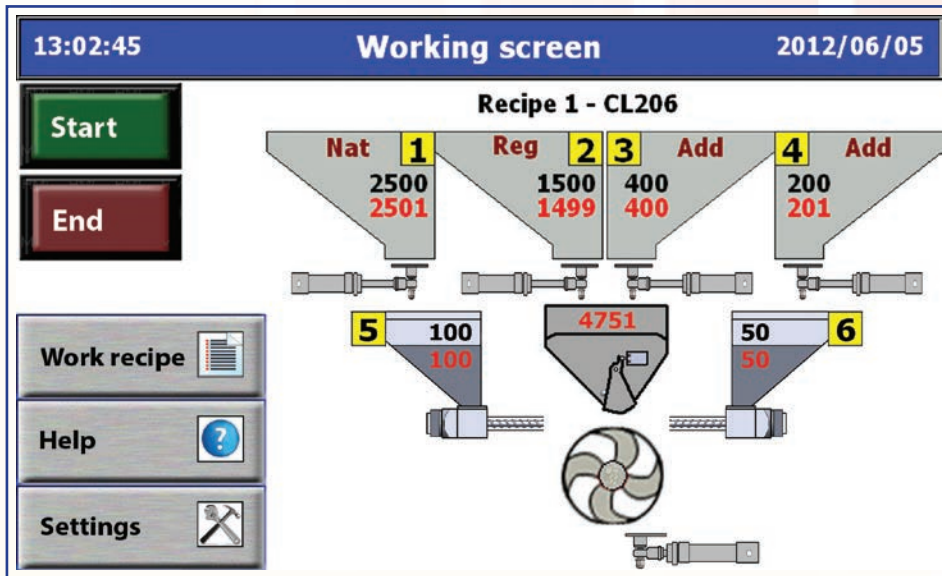 13:02:45 Working screen 2012/06/05
Start
End
Recipe 1 - CL206
Nat 1 Reg 2 3 Add 4 Add
2500 1500 400 200
2501 1499 400 201
5 100 4751 50 6
100 50
Work recipe
Help ?
Settings